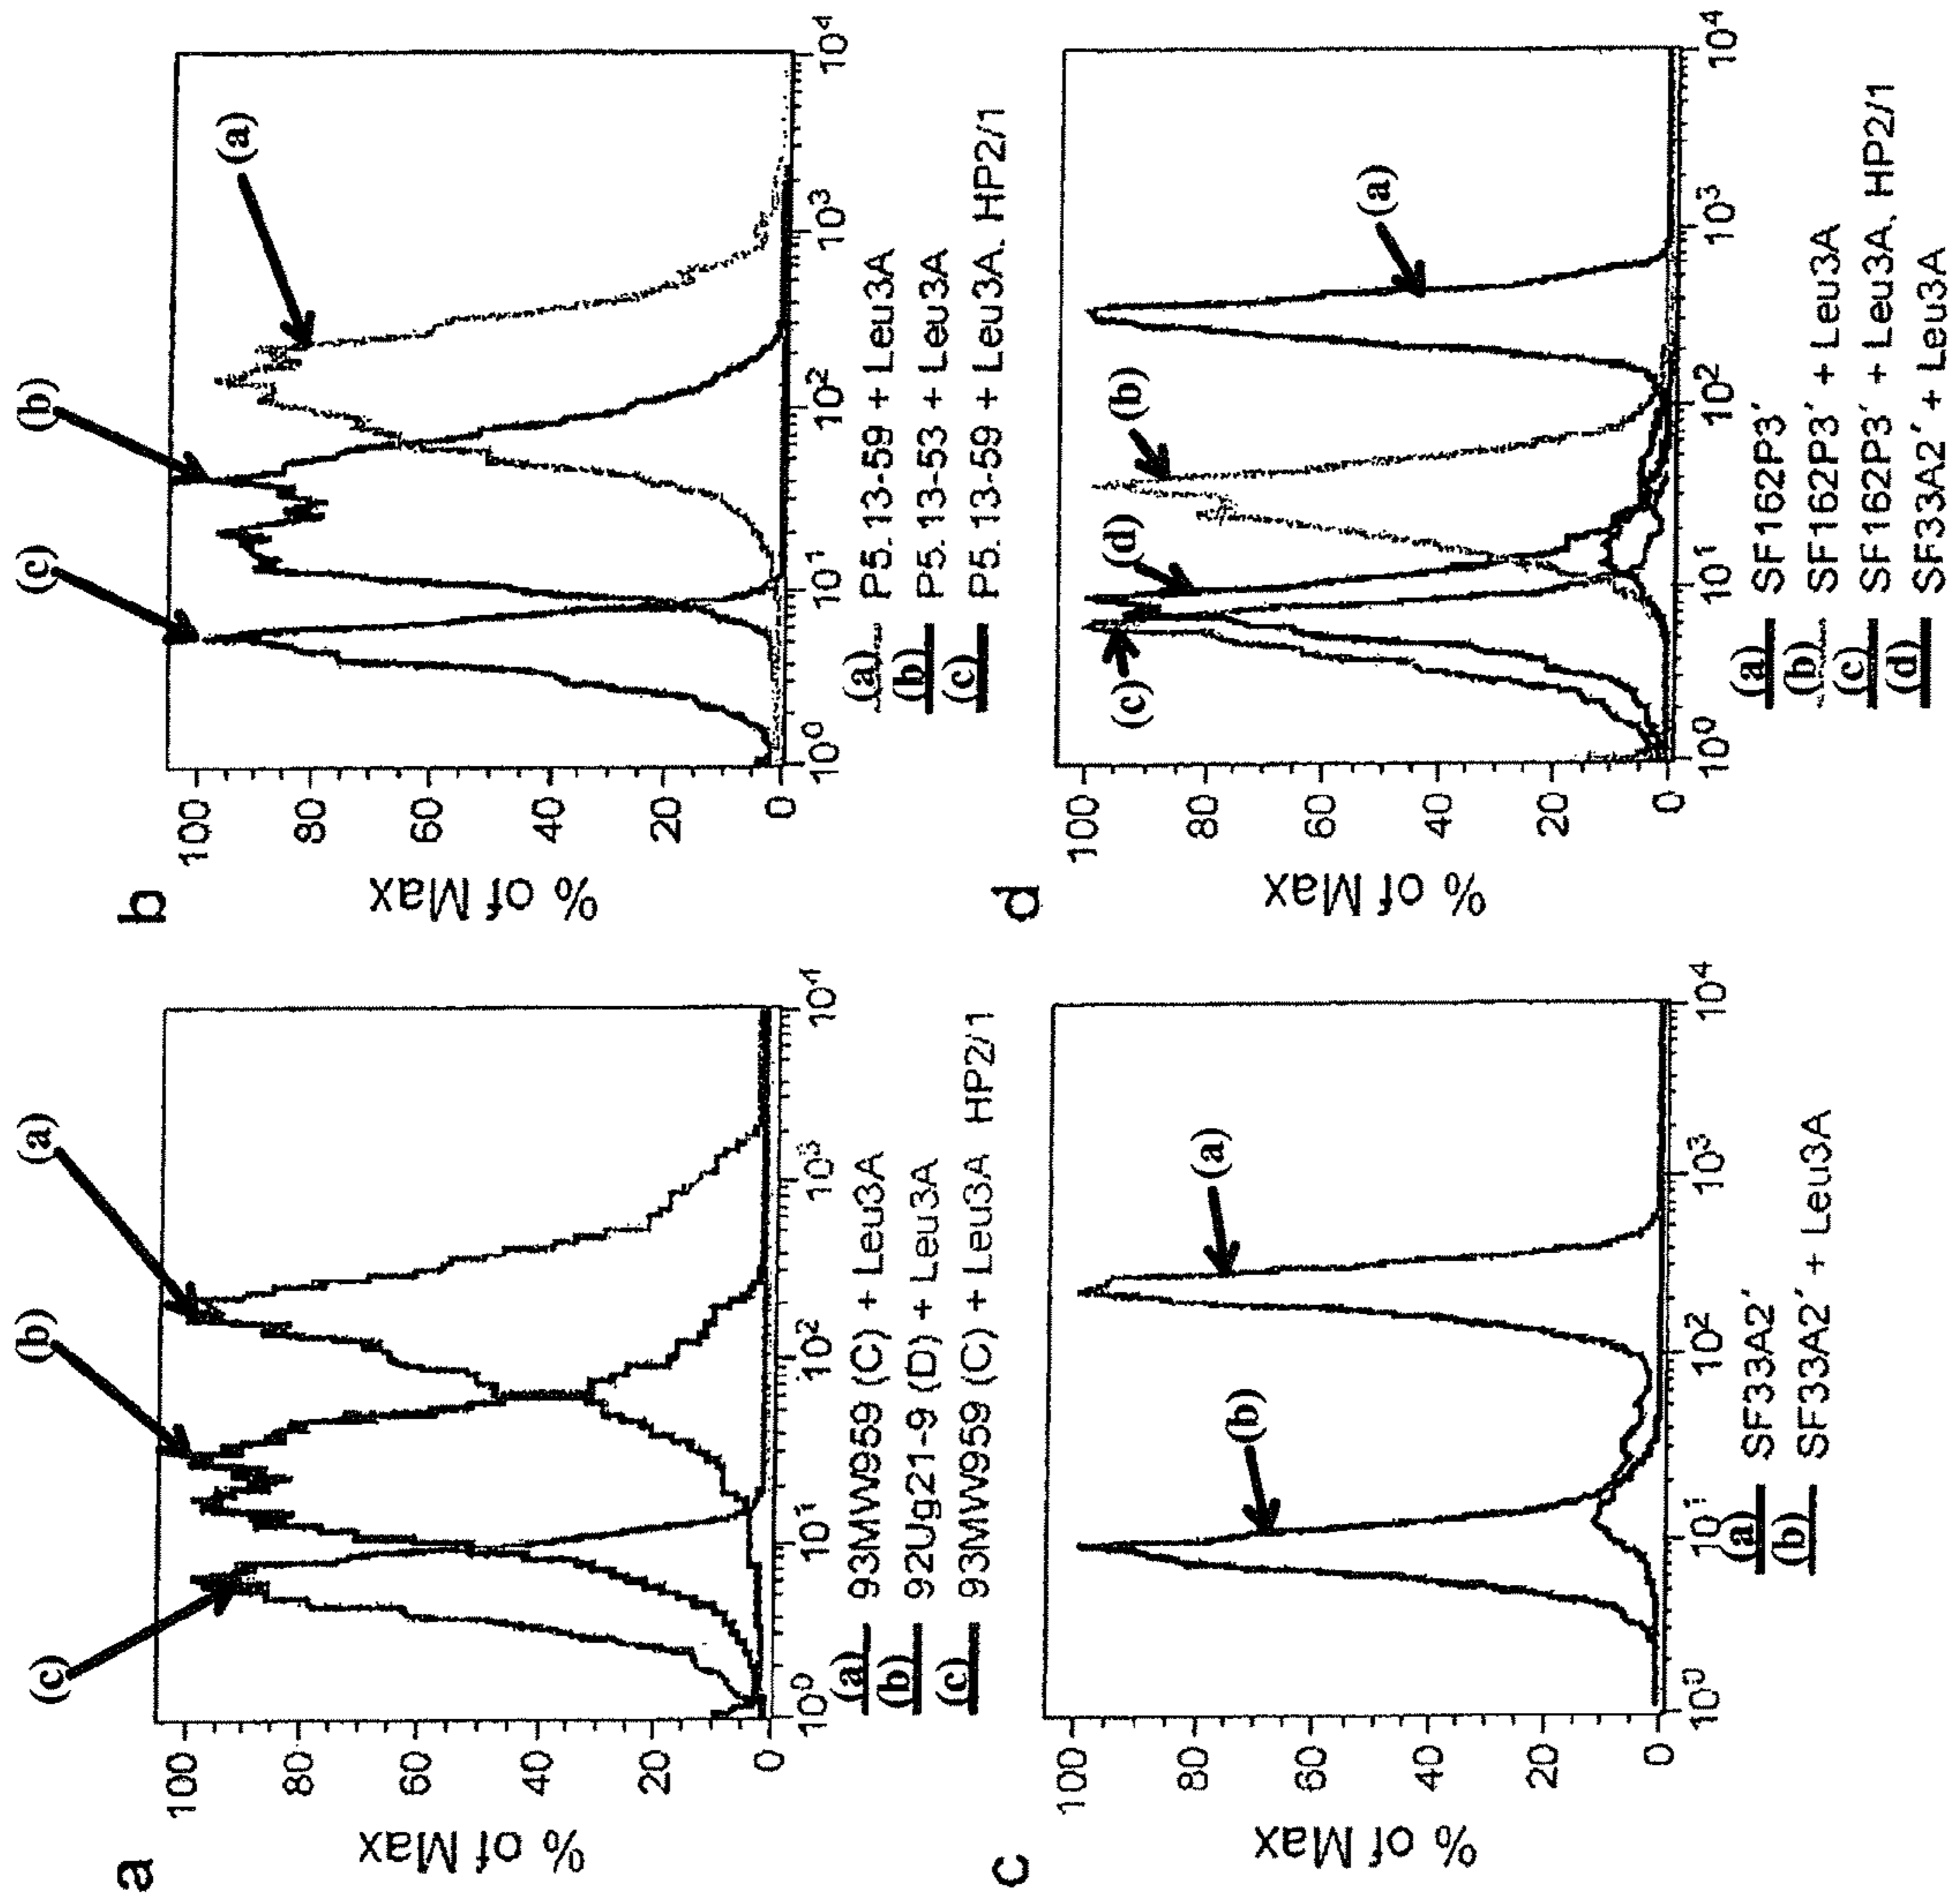 a
% of Max
100
80
60
40
20
0
10⁰
10¹
10²
10³
10⁴
(a)
(b)
(c)
(a) 93MW959 (C) + Leu3A
(b) 92Ug21-9 (D) + Leu3A
(c) 93MW959 (C) + Leu3A HP2/1
b
% of Max
100
80
60
40
20
0
10⁰
10¹
10²
10³
10⁴
(a)
(b)
(c)
(a) P5.13-59 + Leu3A
(b) P5.13-53 + Leu3A
(c) P5.13-59 + Leu3A. HP2/1
c
% of Max
100
80
60
40
20
0
10⁰
10¹
10²
10³
10⁴
(a)
(b)
(a) SF33A2´
(b) SF33A2´ + Leu3A
d
% of Max
100
80
60
40
20
0
10⁰
10¹
10²
10³
10⁴
(a)
(b)
(c)
(d)
(a) SF162P3´
(b) SF162P3´ + Leu3A
(c) SF162P3´ + Leu3A. HP2/1
(d) SF33A2´ + Leu3A